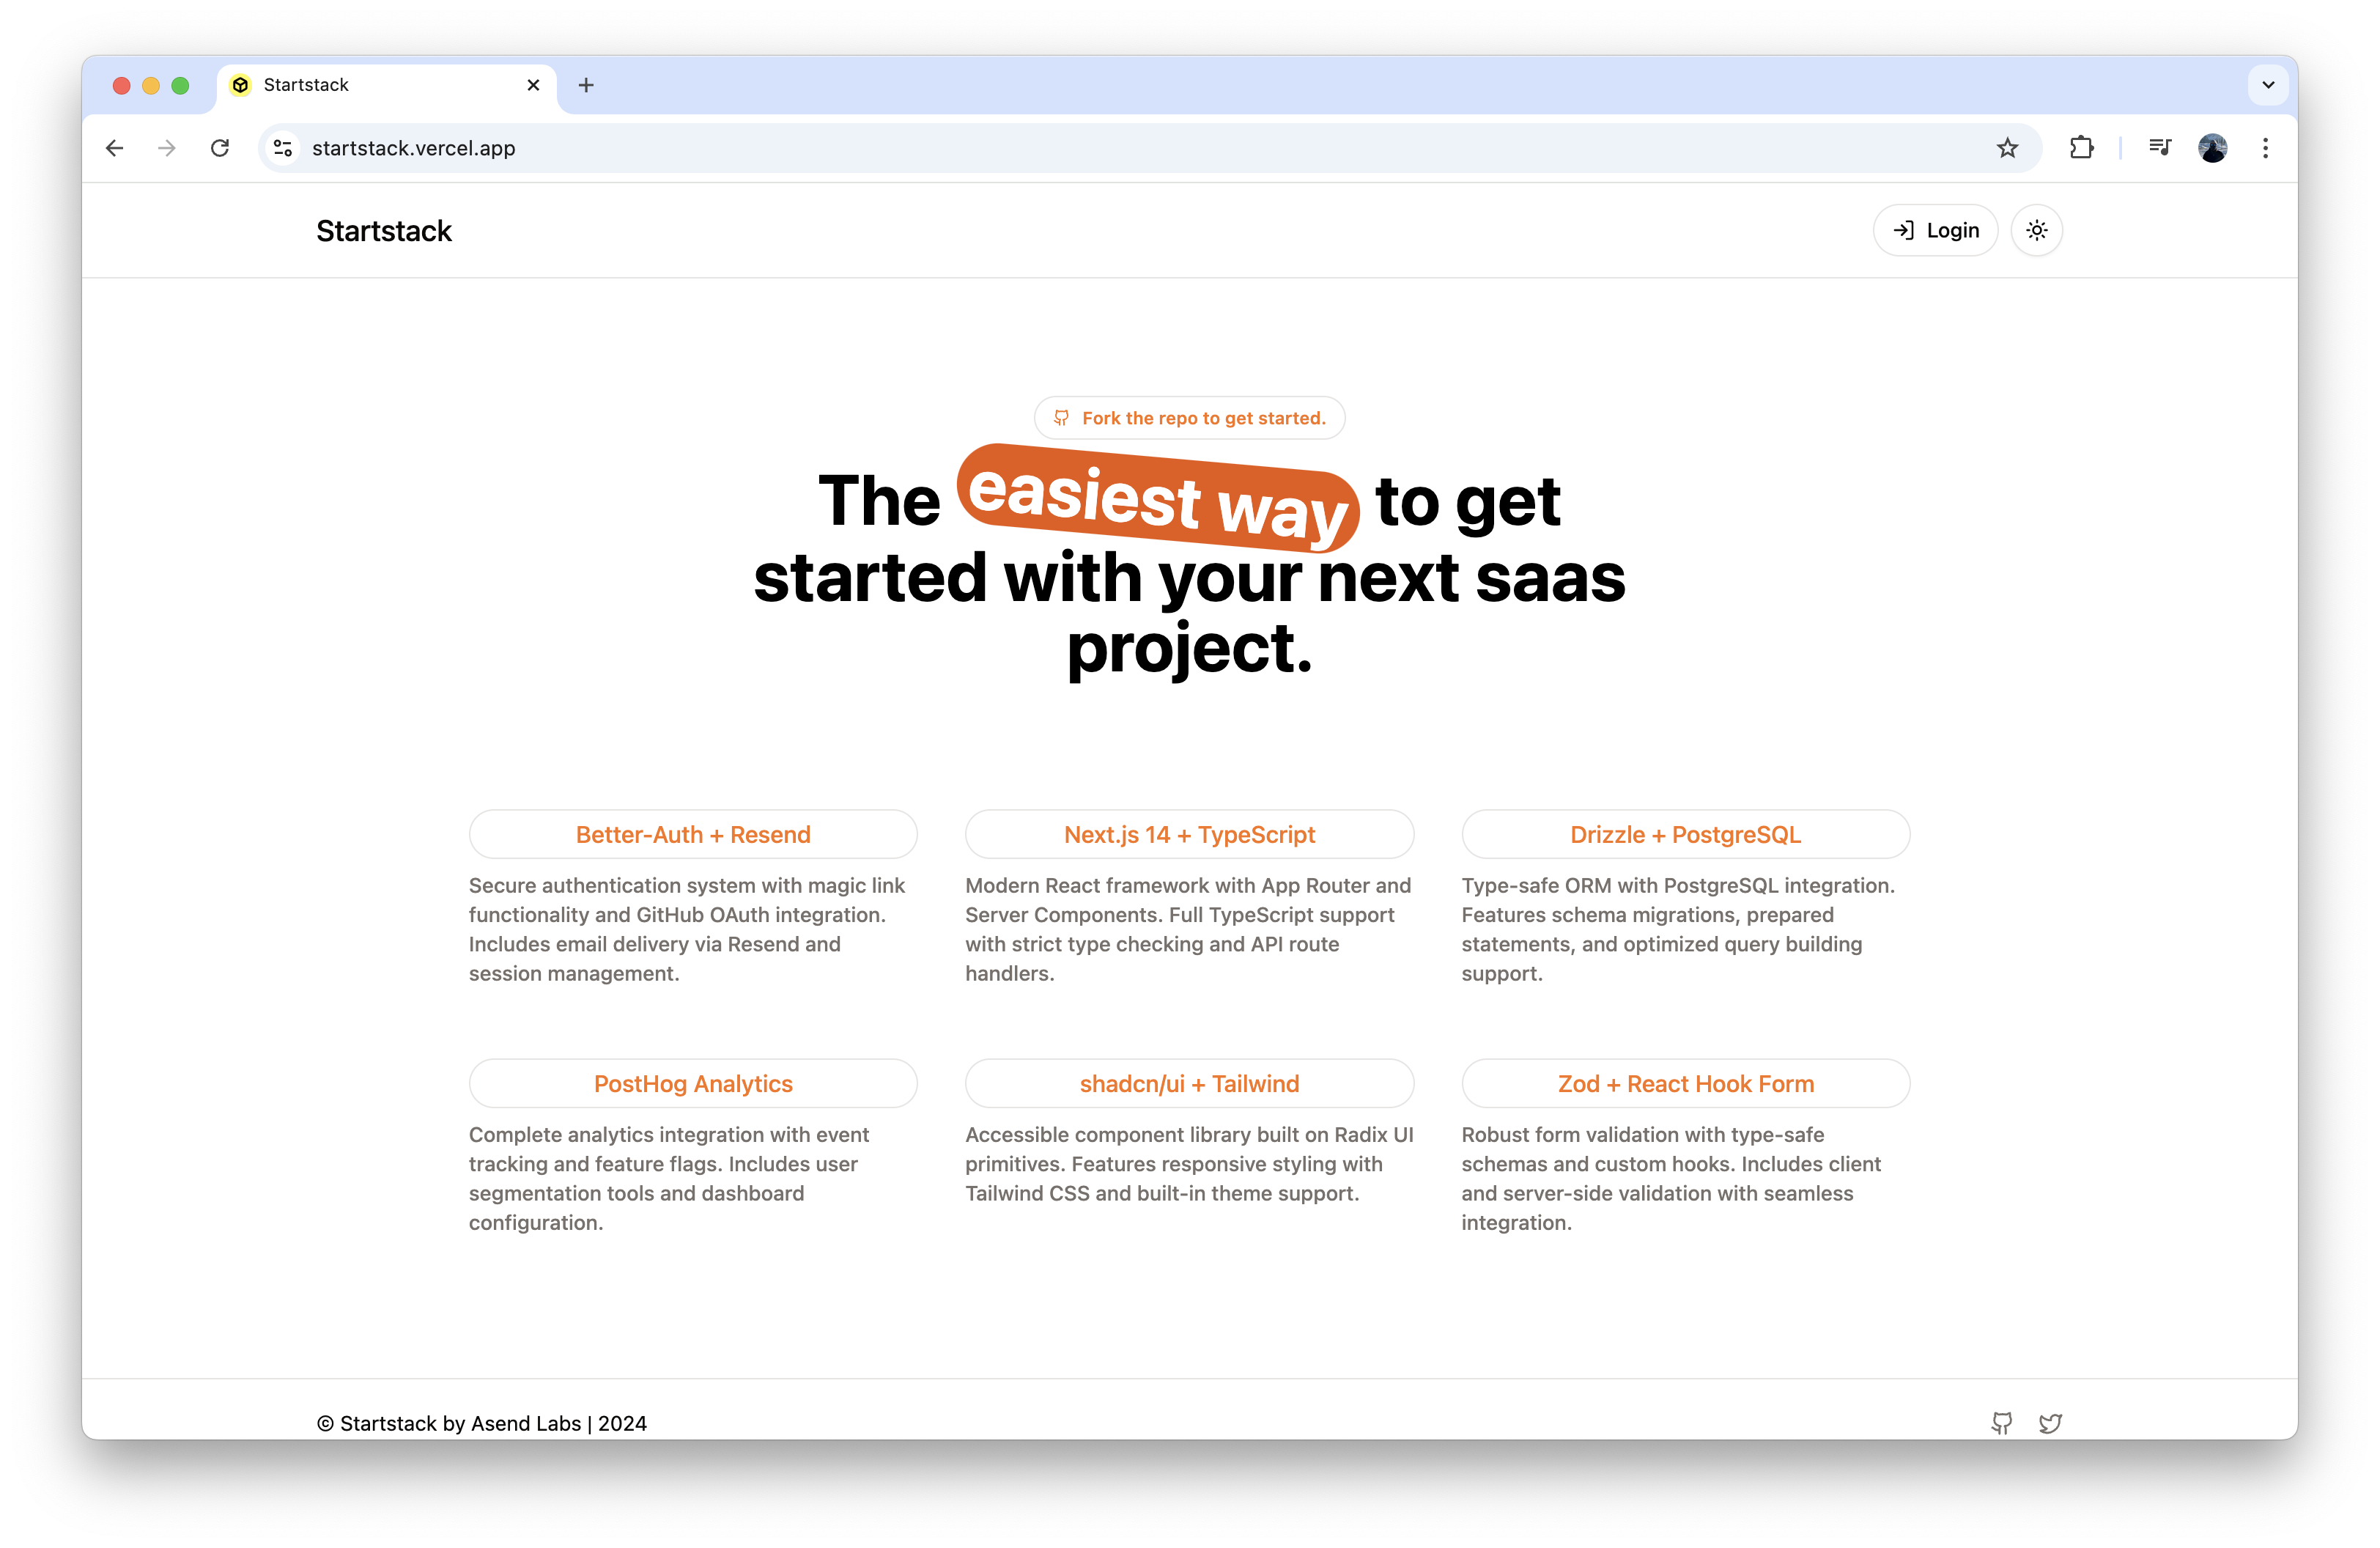 Startstack
startstack.vercel.app
Startstack
Login
Fork the repo to get started.
The easiest way to get
started with your next saas
project.
Better-Auth + Resend
Secure authentication system with magic link
functionality and GitHub OAuth integration.
Includes email delivery via Resend and
session management.
Next.js 14 + TypeScript
Modern React framework with App Router and
Server Components. Full TypeScript support
with strict type checking and API route
handlers.
Drizzle + PostgreSQL
Type-safe ORM with PostgreSQL integration.
Features schema migrations, prepared
statements, and optimized query building
support.
PostHog Analytics
Complete analytics integration with event
tracking and feature flags. Includes user
segmentation tools and dashboard
configuration.
shadcn/ui + Tailwind
Accessible component library built on Radix UI
primitives. Features responsive styling with
Tailwind CSS and built-in theme support.
Zod + React Hook Form
Robust form validation with type-safe
schemas and custom hooks. Includes client
and server-side validation with seamless
integration.
© Startstack by Asend Labs | 2024